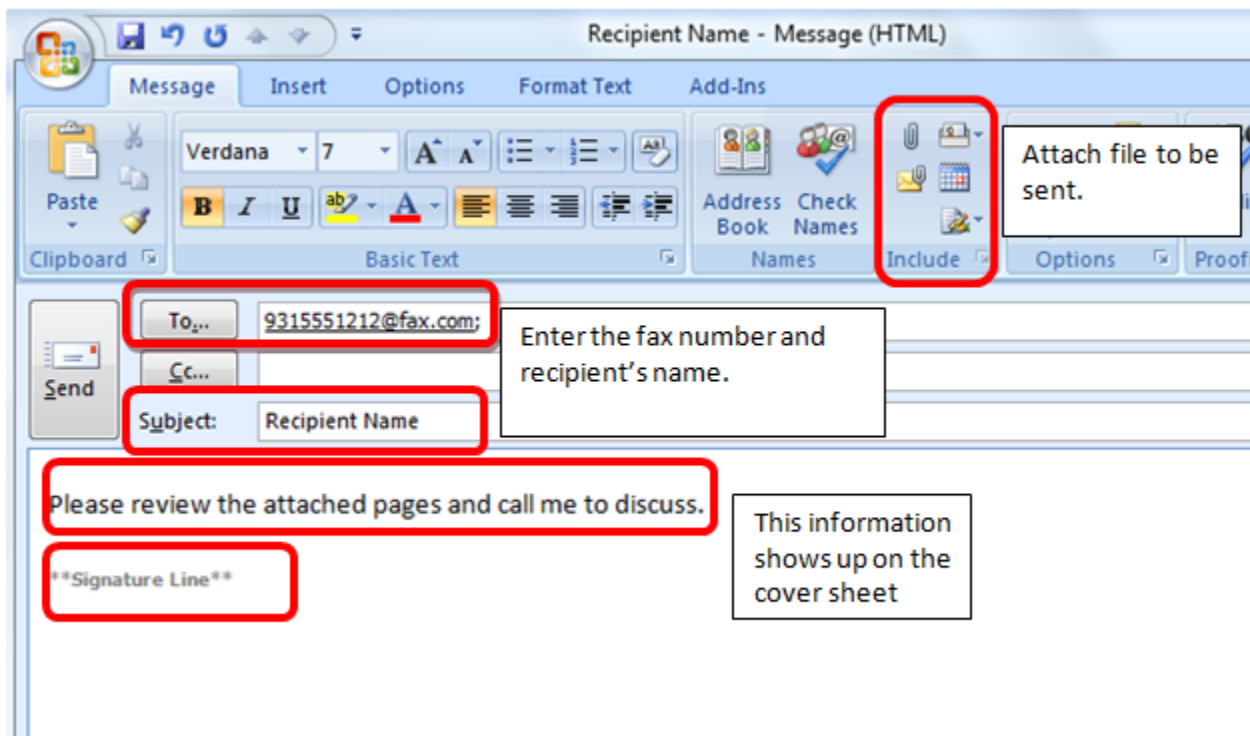 Recipient Name - Message (HTML)
Message Insert Options Format Text Add-Ins
Verdana 7 A A
Attach file to be
sent.
Paste
B I U ab A
Address Check
Book Names
Clipboard Basic Text Names Include Options
To... 9315551212@fax.com;
Enter the fax number and
recipient's name.
Cc...
Send
Subject: Recipient Name
Please review the attached pages and call me to discuss.
This information
shows up on the
cover sheet
**Signature Line**